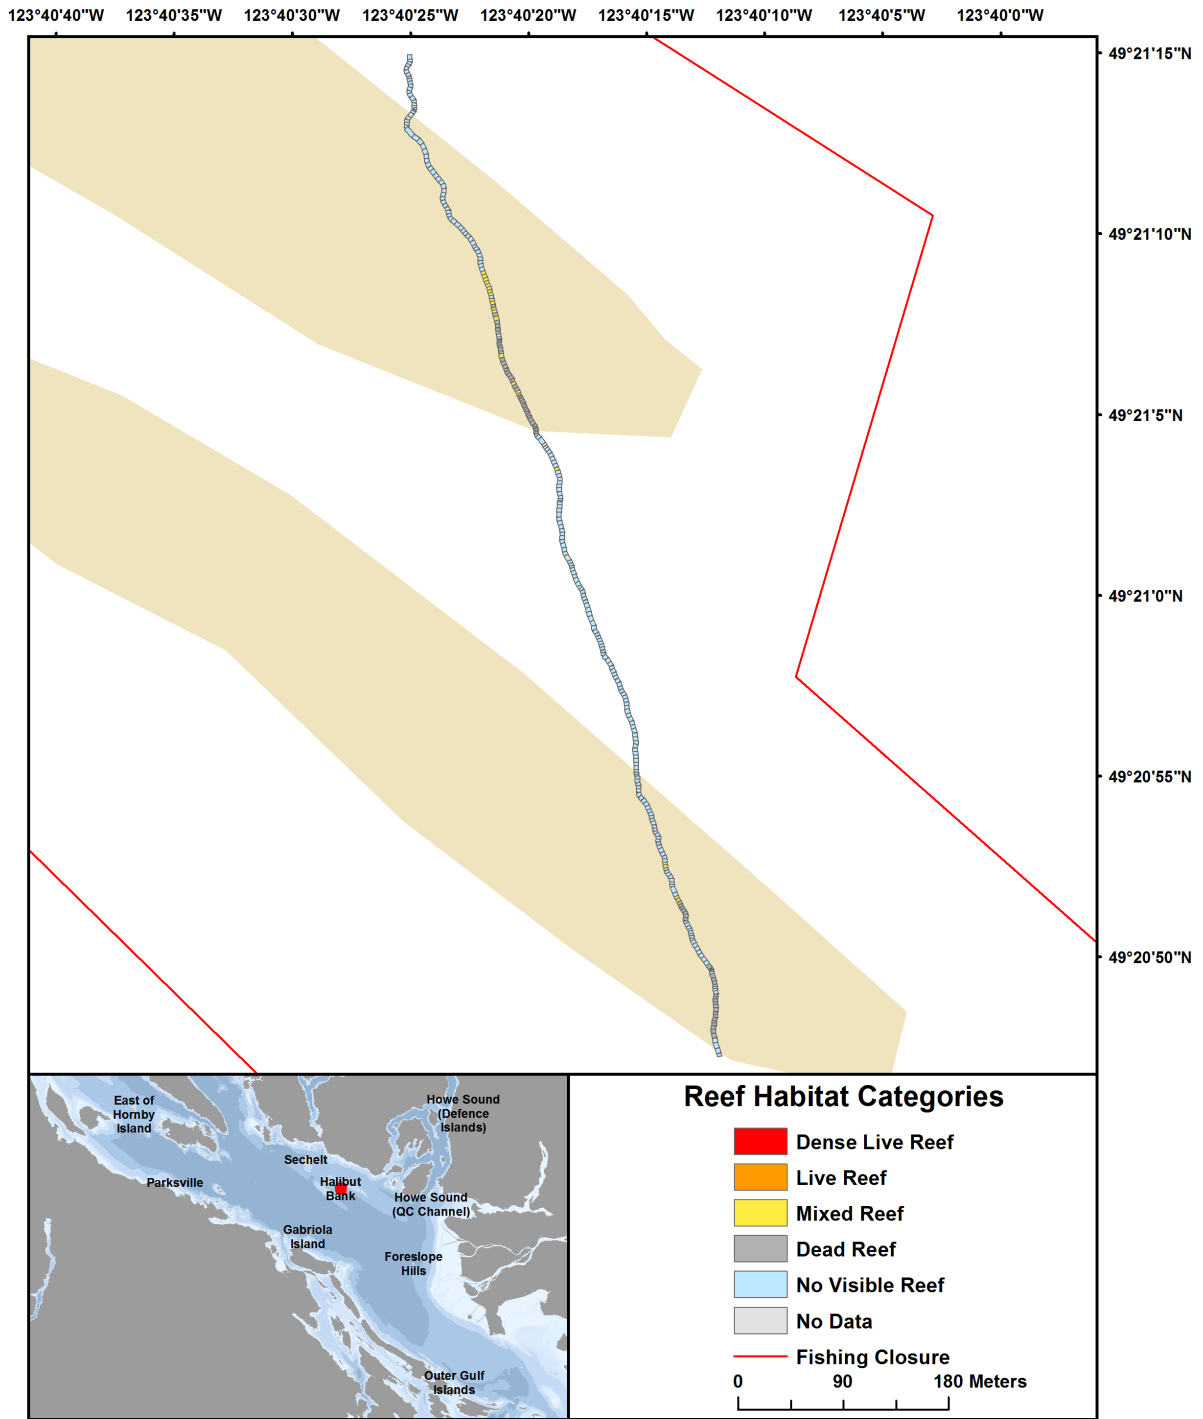 123°40'40"W 123°40'35"W 123°40'30"W 123°40'25"W 123°40'20"W 123°40'15"W 123°40'10"W 123°40'5"W 123°40'0"W
49°21'15"N
49°21'10"N
49°21'5"N
49°21'0"N
49°20'55"N
49°20'50"N
East of
Hornby
Island
Howe Sound
(Defence
Islands)
Sechelt
Parksville
Halibut
Bank
Howe Sound
(QC Channel)
Gabriola
Island
Foreslope
Hills
Outer Gulf
Islands
Reef Habitat Categories
Dense Live Reef
Live Reef
Mixed Reef
Dead Reef
No Visible Reef
No Data
Fishing Closure
0 90 180 Meters